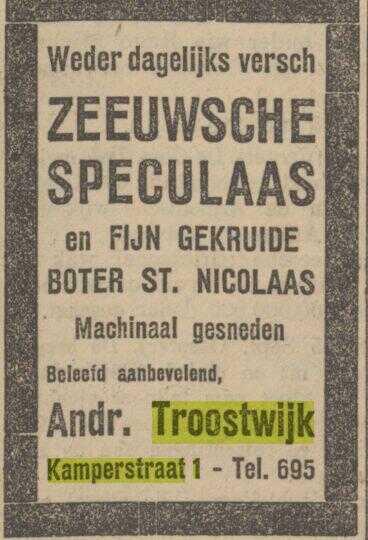 Weder dagelijks versch
ZEEUWSCHE
SPECULAAS
en FIJN GEKRUIDE
BOTER ST. NICOLAAS
Machinaal gesneden
Beleefd aanbevelend,
Andr. Troostwijk
Kamperstraat 1 - Tel. 695